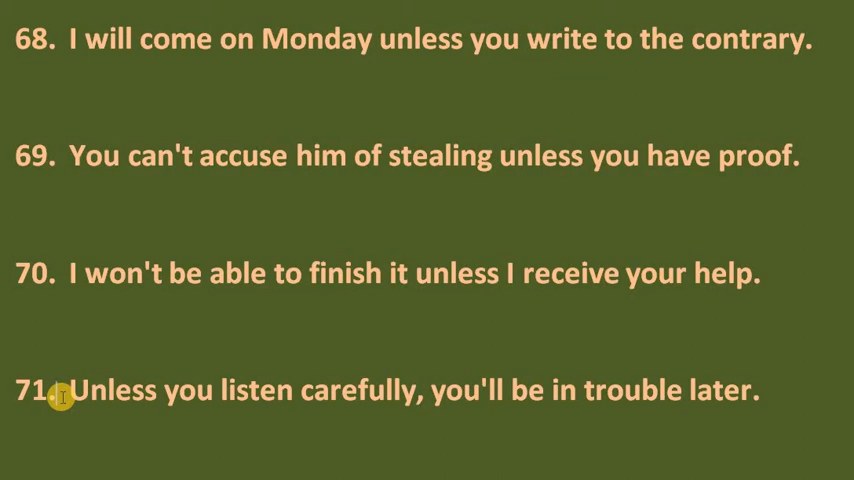 68. I will come on Monday unless you write to the contrary.
69. You can't accuse him of stealing unless you have proof.
70. I won't be able to finish it unless I receive your help.
71. Unless you listen carefully, you'll be in trouble later.